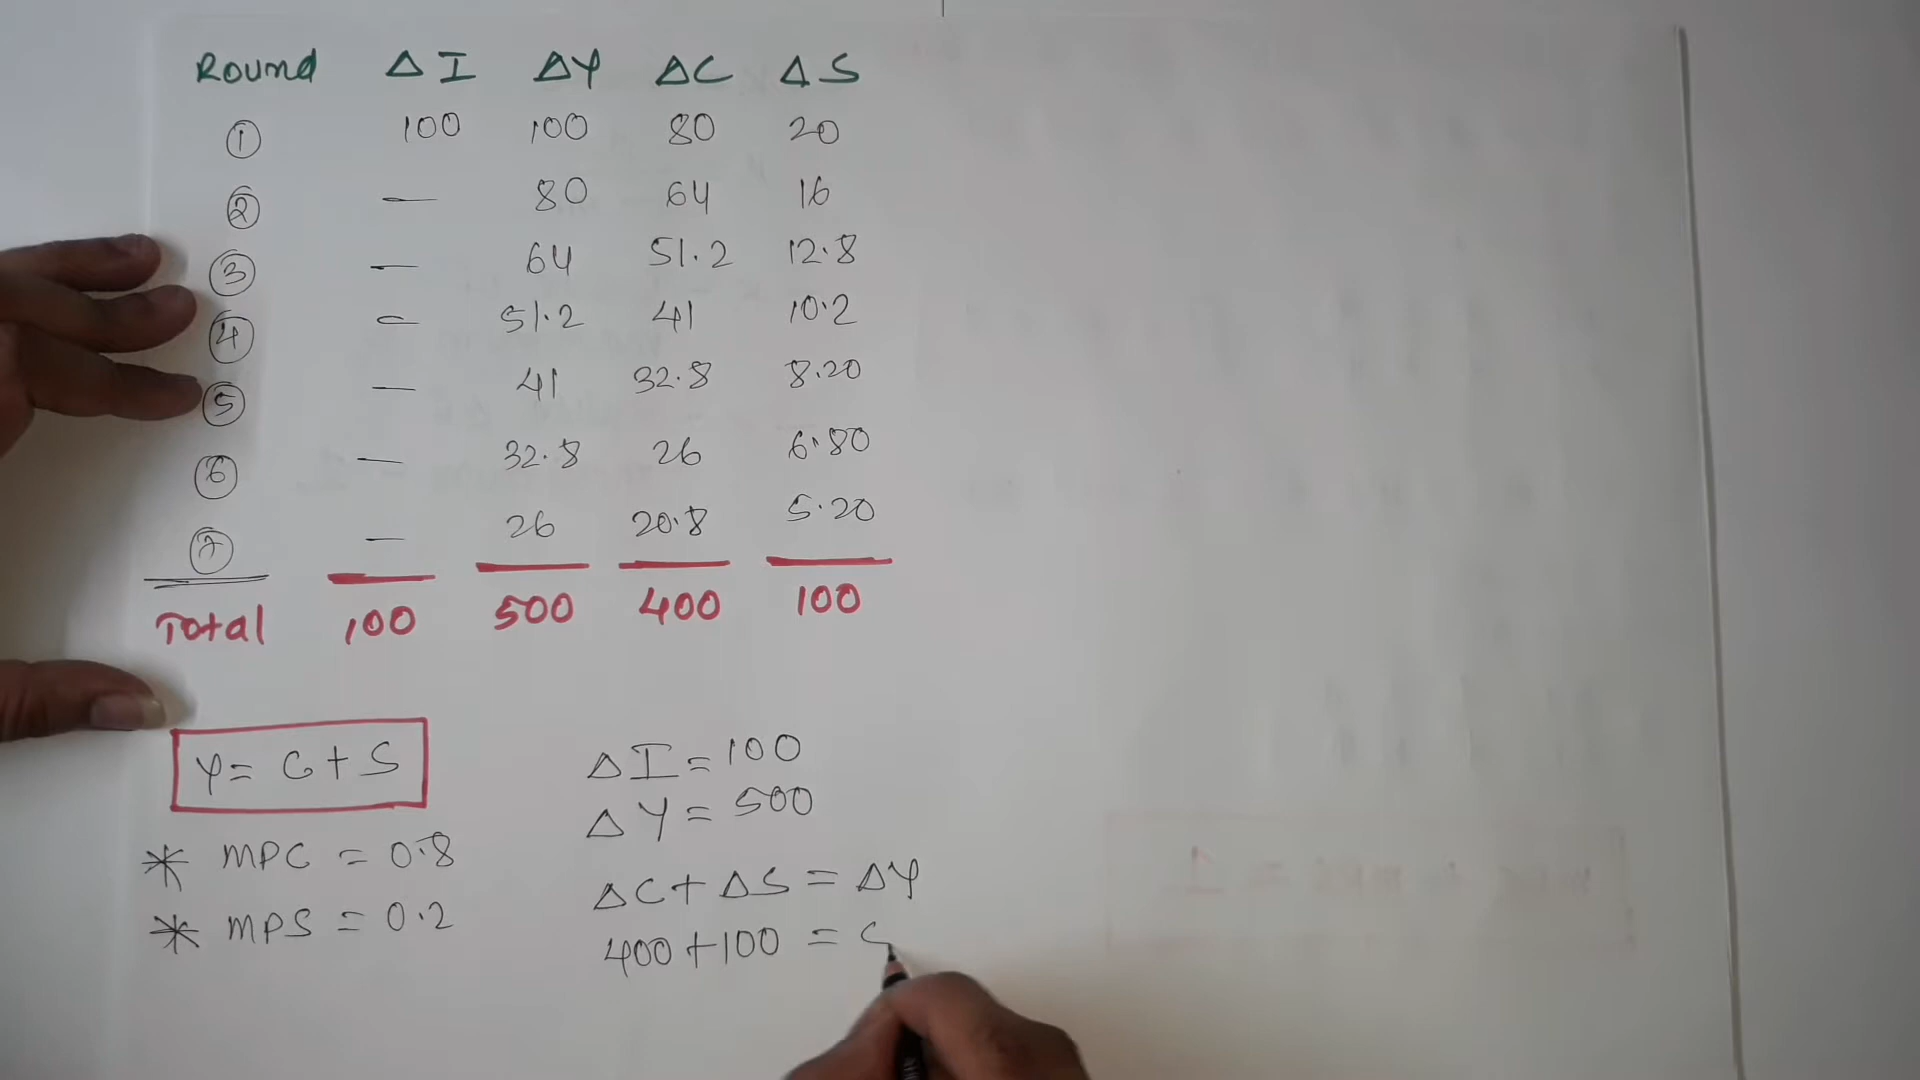 Round ΔI ΔY ΔC ΔS
① 100 100 80 20
② — 80 64 16
③ — 64 51.2 12.8
④ — 51.2 41 10.2
⑤ — 41 32.8 8.20
⑥ — 32.8 26 6.80
⑦ — 26 20.8 5.20
Total 100 500 400 100
Y = C + S
* MPC = 0.8
* MPS = 0.2
ΔI = 100
ΔY = 500
ΔC + ΔS = ΔY
400 + 100 =